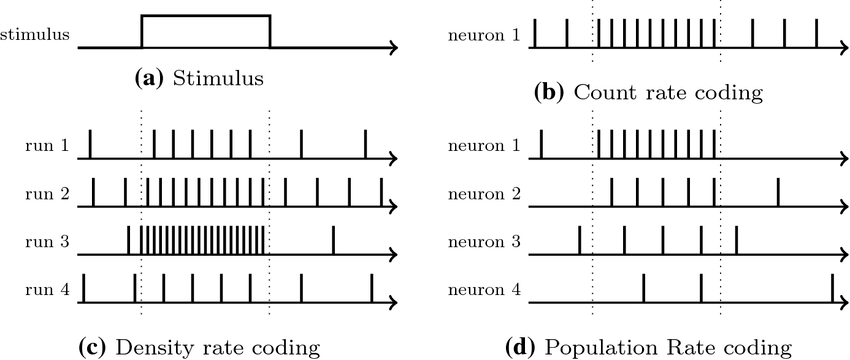 stimulus
(a) Stimulus
neuron 1
(b) Count rate coding
run 1
run 2
run 3
run 4
(c) Density rate coding
neuron 1
neuron 2
neuron 3
neuron 4
(d) Population Rate coding